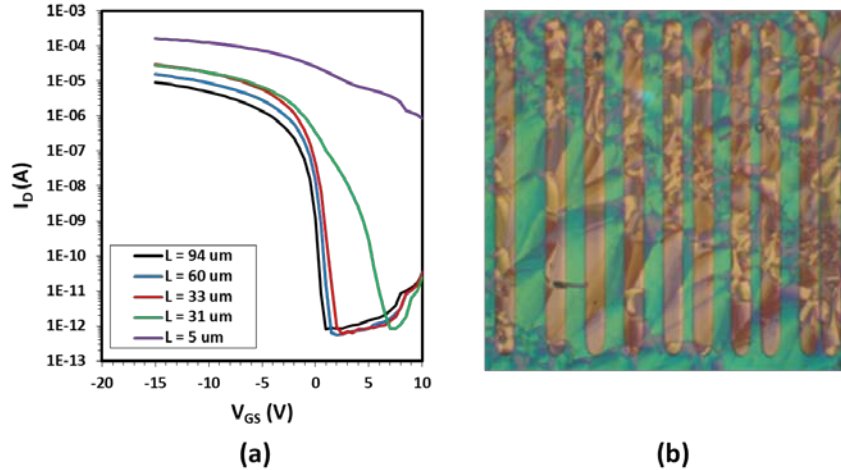 1E-03
1E-04
1E-05
1E-06
1E-07
1E-08
1E-09
1E-10
1E-11
1E-12
1E-13
I_D (A)
L = 94 um
L = 60 um
L = 33 um
L = 31 um
L = 5 um
-20 -15 -10 -5 0 5 10
V_GS (V)
(a) (b)